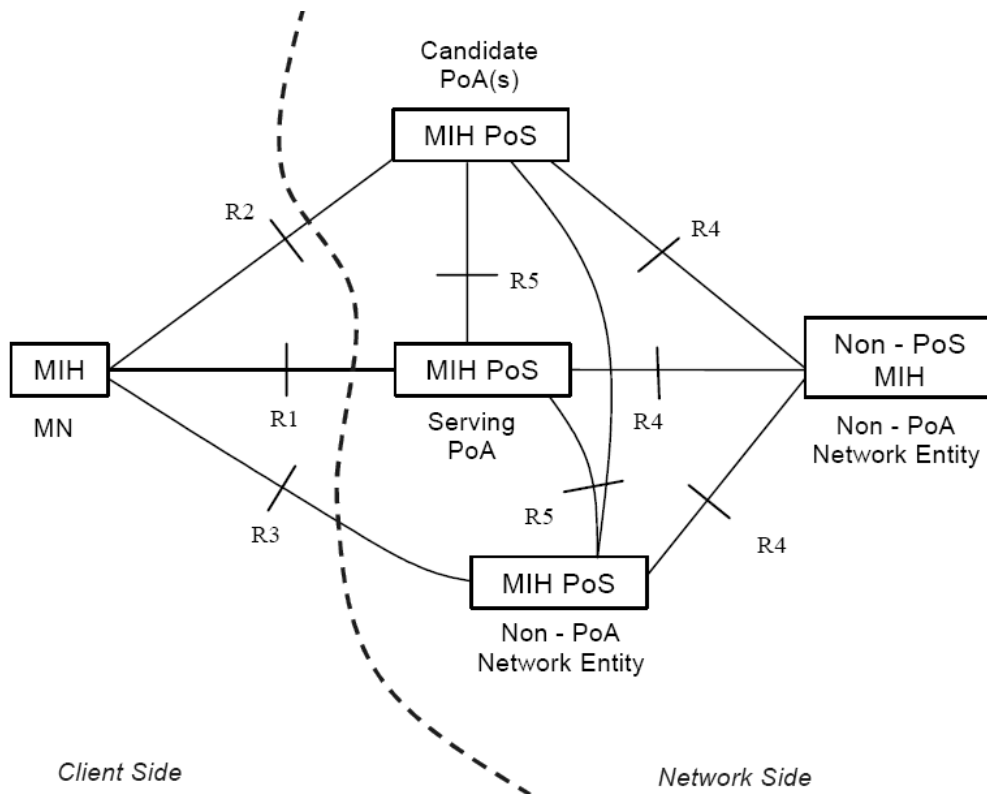 Candidate
PoA(s)
MIH PoS
R2
R4
R5
MIH
MN
R1
MIH PoS
Serving
PoA
R4
Non - PoS
MIH
Non - PoA
Network Entity
R3
R5
R4
MIH PoS
Non - PoA
Network Entity
Client Side
Network Side